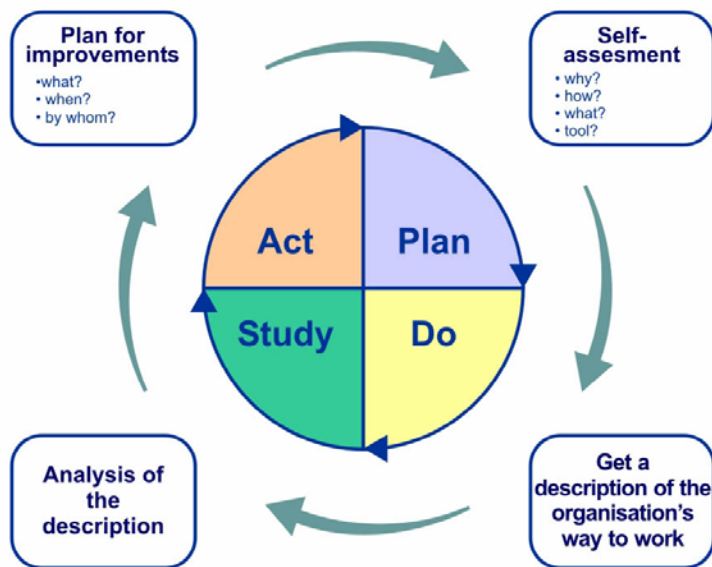 Plan for
improvements
•what?
• when?
• by whom?
Self-
assesment
• why?
• how?
• what?
• tool?
Act
Plan
Study
Do
Analysis of
the
description
Get a
description of the
organisation's
way to work